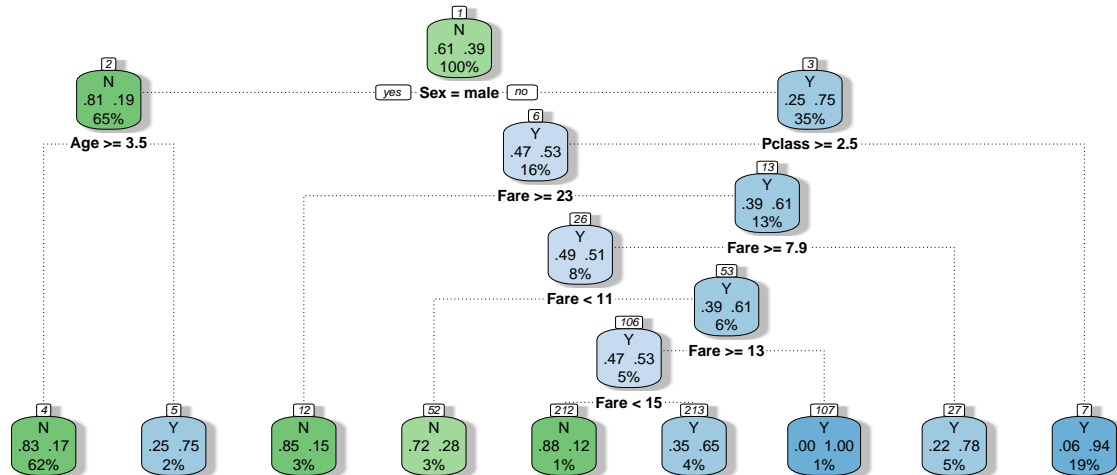 1
N
.61 .39
100%
yes Sex = male no
2
N
.81 .19
65%
Age >= 3.5
3
Y
.25 .75
35%
Pclass >= 2.5
6
Y
.47 .53
16%
Fare >= 23
13
Y
.39 .61
13%
Fare >= 7.9
26
Y
.49 .51
8%
Fare < 11
53
Y
.39 .61
6%
Fare >= 13
106
Y
.47 .53
5%
Fare < 15
4
N
.83 .17
62%
5
Y
.25 .75
2%
12
N
.85 .15
3%
52
N
.72 .28
3%
212
N
.88 .12
1%
213
Y
.35 .65
4%
107
Y
.00 1.00
1%
27
Y
.22 .78
5%
7
Y
.06 .94
19%